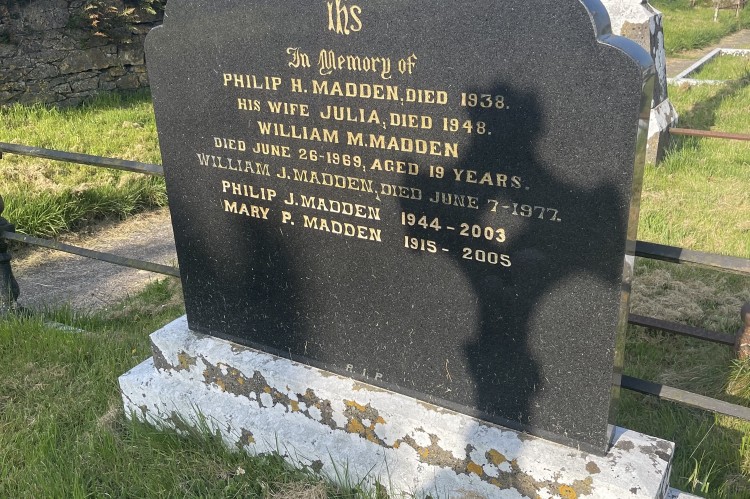 IHS
In Memory of
PHILIP H. MADDEN, DIED 1938.
HIS WIFE JULIA, DIED 1948.
WILLIAM M. MADDEN
DIED JUNE 26-1969, AGED 19 YEARS.
WILLIAM J. MADDEN, DIED JUNE 7-1977.
PHILIP J. MADDEN 1944-2003
MARY P. MADDEN 1915-2005
R.I.P.